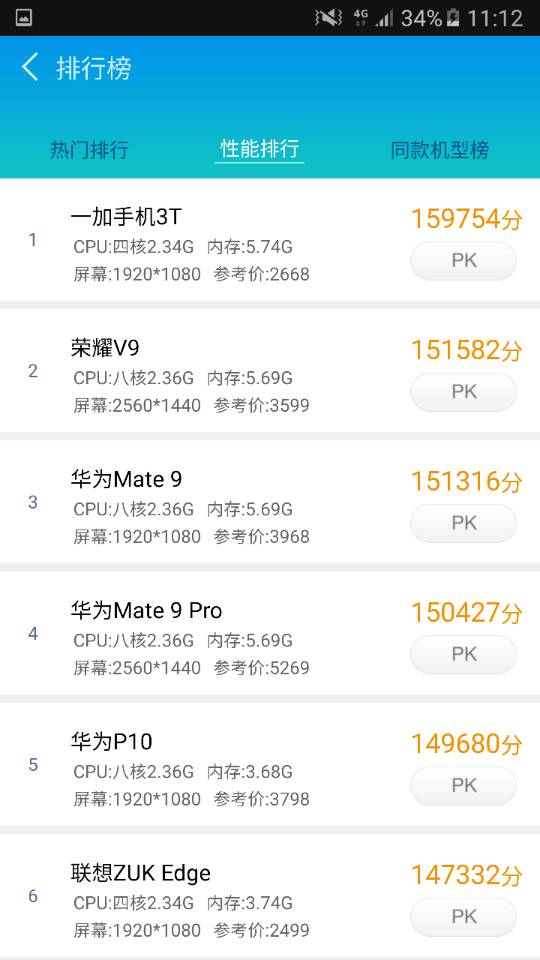 4G 34% 11:12
排行榜
热门排行 性能排行 同款机型榜
1 一加手机3T 159754分
CPU:四核2.34G 内存:5.74G
屏幕:1920*1080 参考价:2668
PK
2 荣耀V9 151582分
CPU:八核2.36G 内存:5.69G
屏幕:2560*1440 参考价:3599
PK
3 华为Mate 9 151316分
CPU:八核2.36G 内存:5.69G
屏幕:1920*1080 参考价:3968
PK
4 华为Mate 9 Pro 150427分
CPU:八核2.36G 内存:5.69G
屏幕:2560*1440 参考价:5269
PK
5 华为P10 149680分
CPU:八核2.36G 内存:3.68G
屏幕:1920*1080 参考价:3798
PK
6 联想ZUK Edge 147332分
CPU:四核2.34G 内存:3.74G
屏幕:1920*1080 参考价:2499
PK